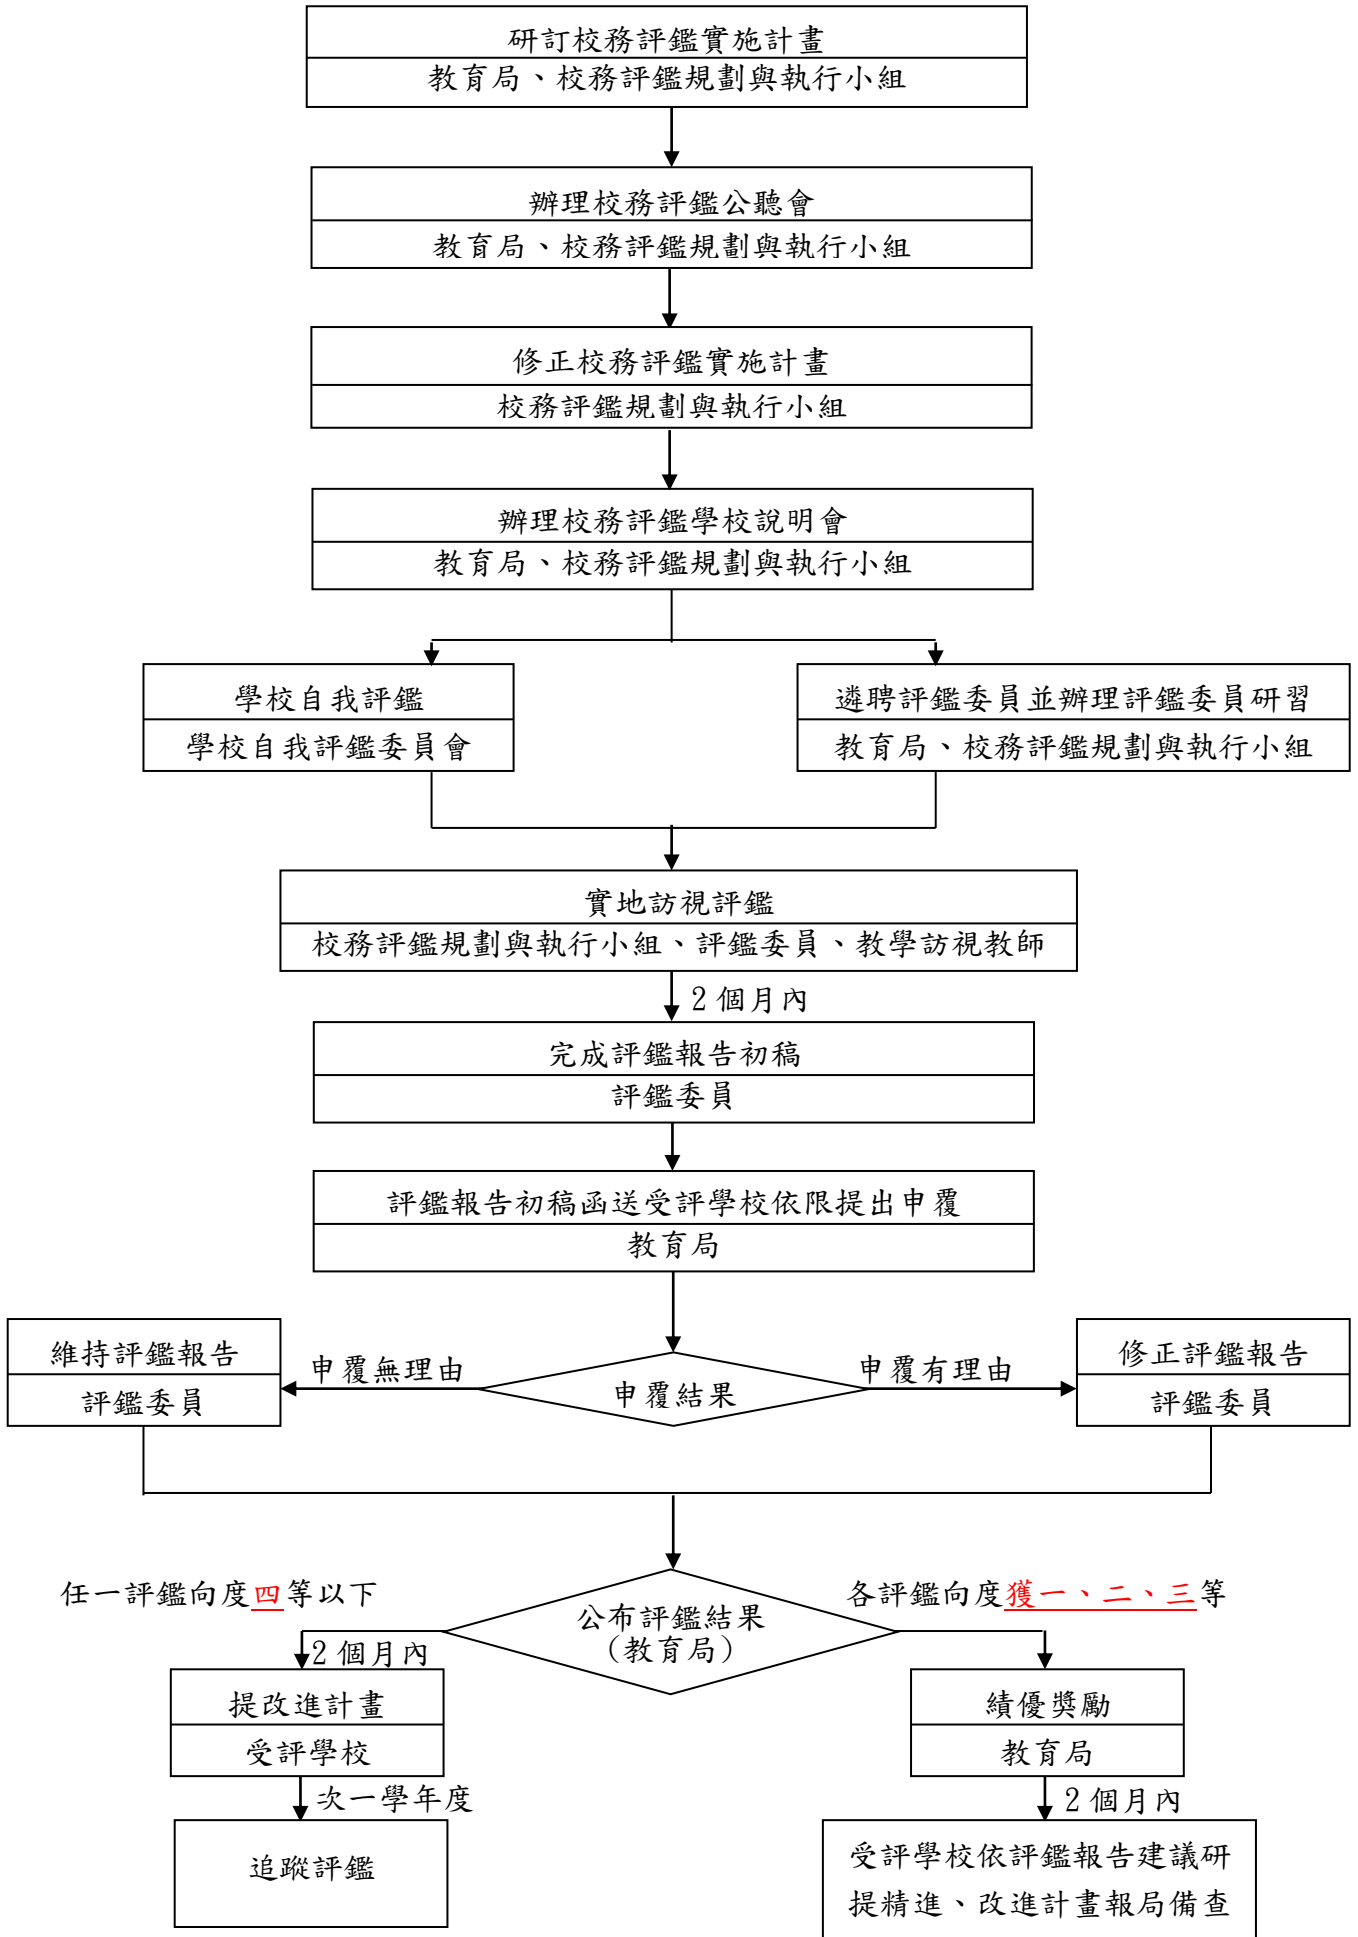 研訂校務評鑑實施計畫
教育局、校務評鑑規劃與執行小組
辦理校務評鑑公聽會
教育局、校務評鑑規劃與執行小組
修正校務評鑑實施計畫
校務評鑑規劃與執行小組
辦理校務評鑑學校說明會
教育局、校務評鑑規劃與執行小組
學校自我評鑑
學校自我評鑑委員會
遴聘評鑑委員並辦理評鑑委員研習
教育局、校務評鑑規劃與執行小組
實地訪視評鑑
校務評鑑規劃與執行小組、評鑑委員、教學訪視教師
2個月內
完成評鑑報告初稿
評鑑委員
評鑑報告初稿函送受評學校依限提出申覆
教育局
維持評鑑報告
評鑑委員
申覆無理由
申覆結果
申覆有理由
修正評鑑報告
評鑑委員
任一評鑑向度四等以下
公布評鑑結果
(教育局)
各評鑑向度獲一、二、三等
2個月內
提改進計畫
受評學校
次一學年度
追蹤評鑑
績優獎勵
教育局
2個月內
受評學校依評鑑報告建議研
提精進、改進計畫報局備查